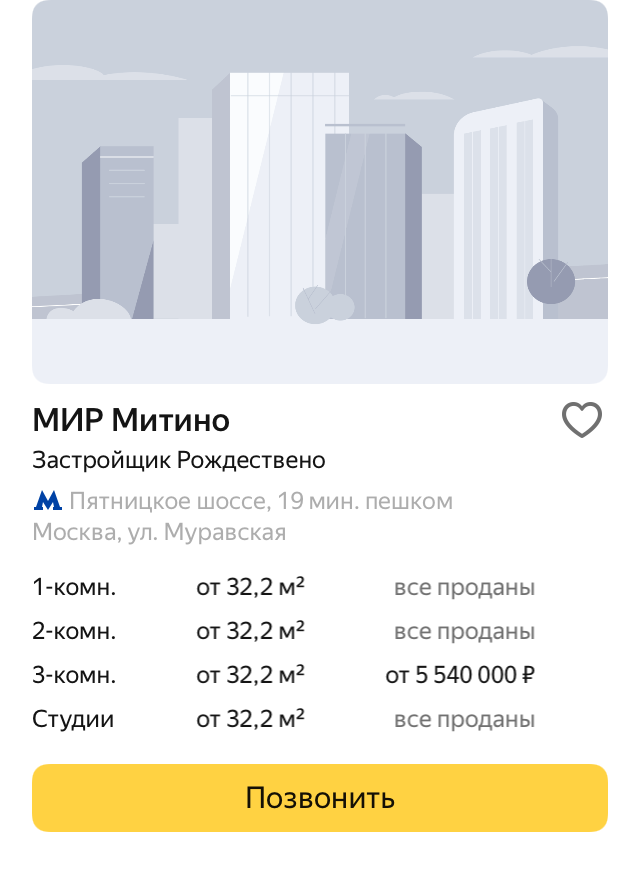 МИР Митино
Застройщик Рождествено
Пятницкое шоссе, 19 мин. пешком
Москва, ул. Муравская
1-комн. от 32,2 м² все проданы
2-комн. от 32,2 м² все проданы
3-комн. от 32,2 м² от 5 540 000 ₽
Студии от 32,2 м² все проданы
Позвонить